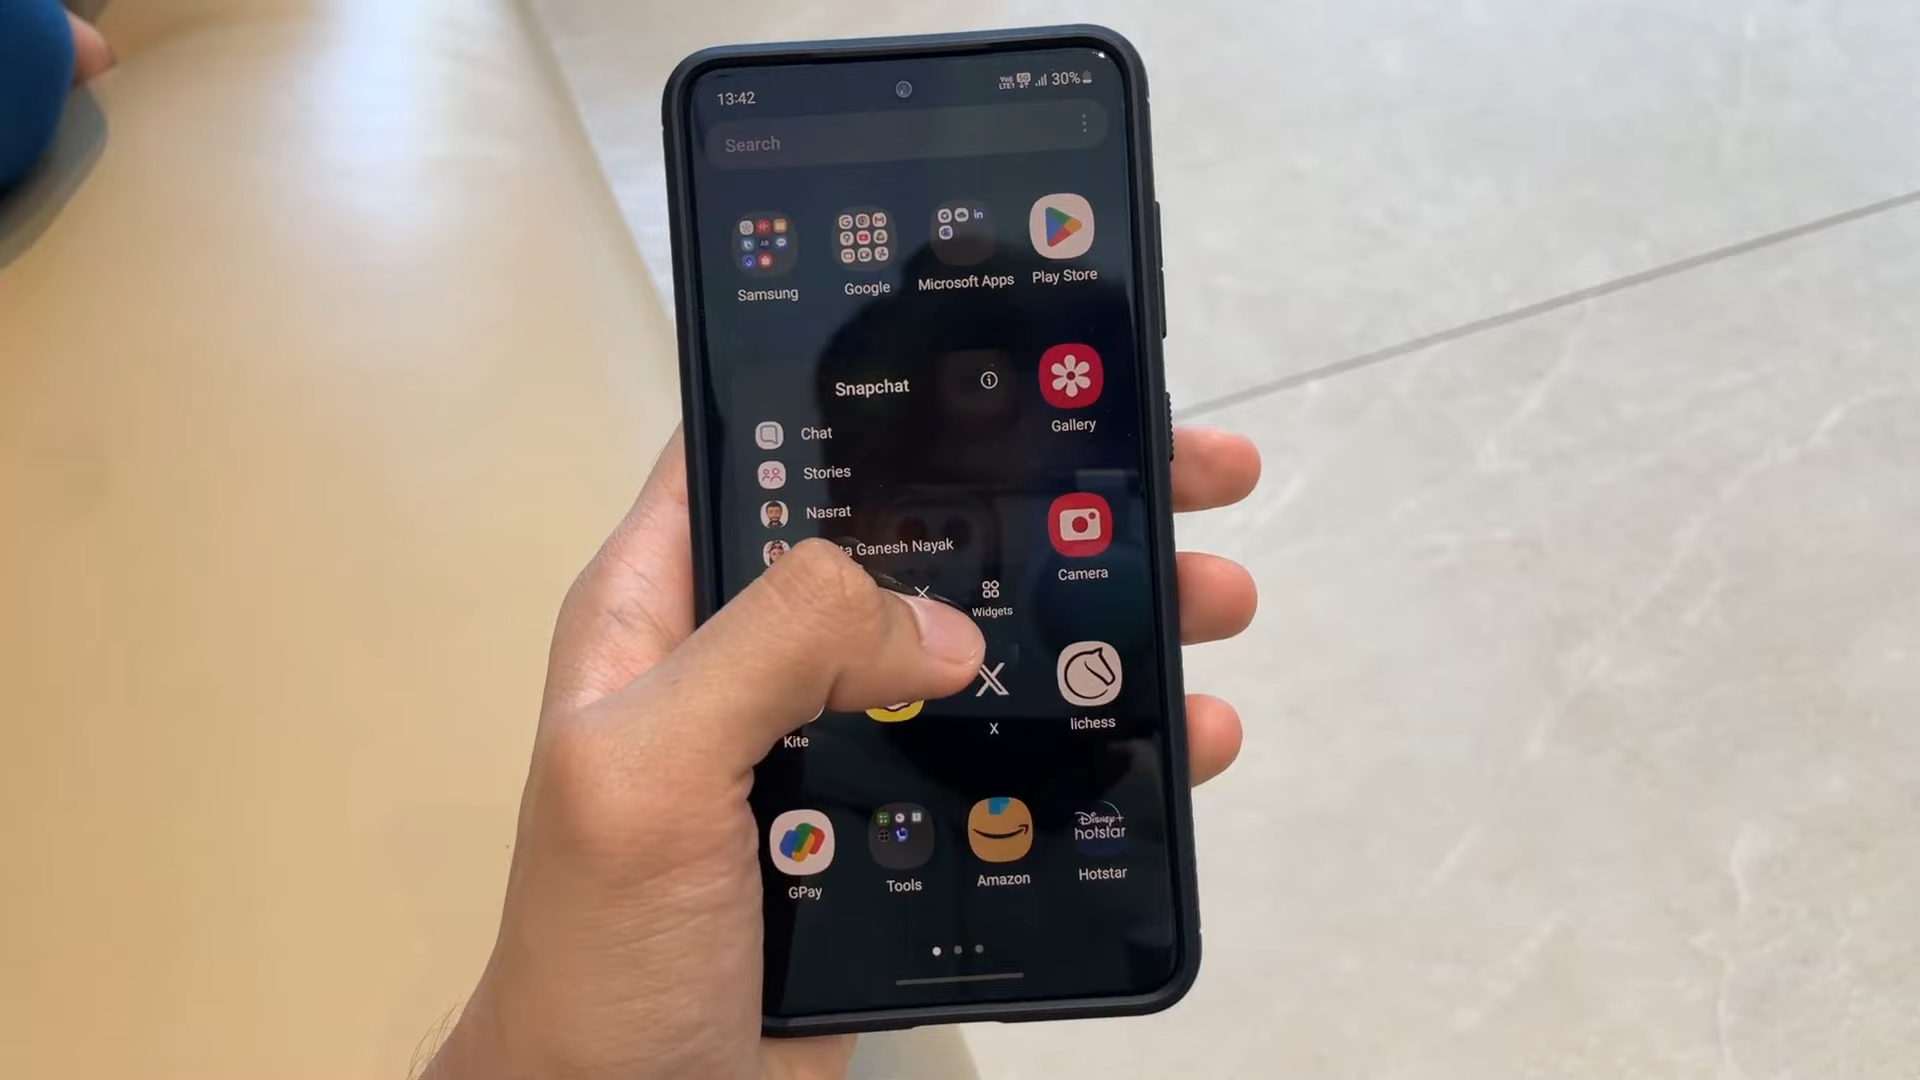 13:42
30%
Search
Samsung
Google
Microsoft Apps
Play Store
Snapchat
Gallery
Chat
Stories
Nasrat
Ganesh Nayak
Camera
Widgets
Kite
X
lichess
Disney+
hotstar
GPay
Tools
Amazon
Hotstar